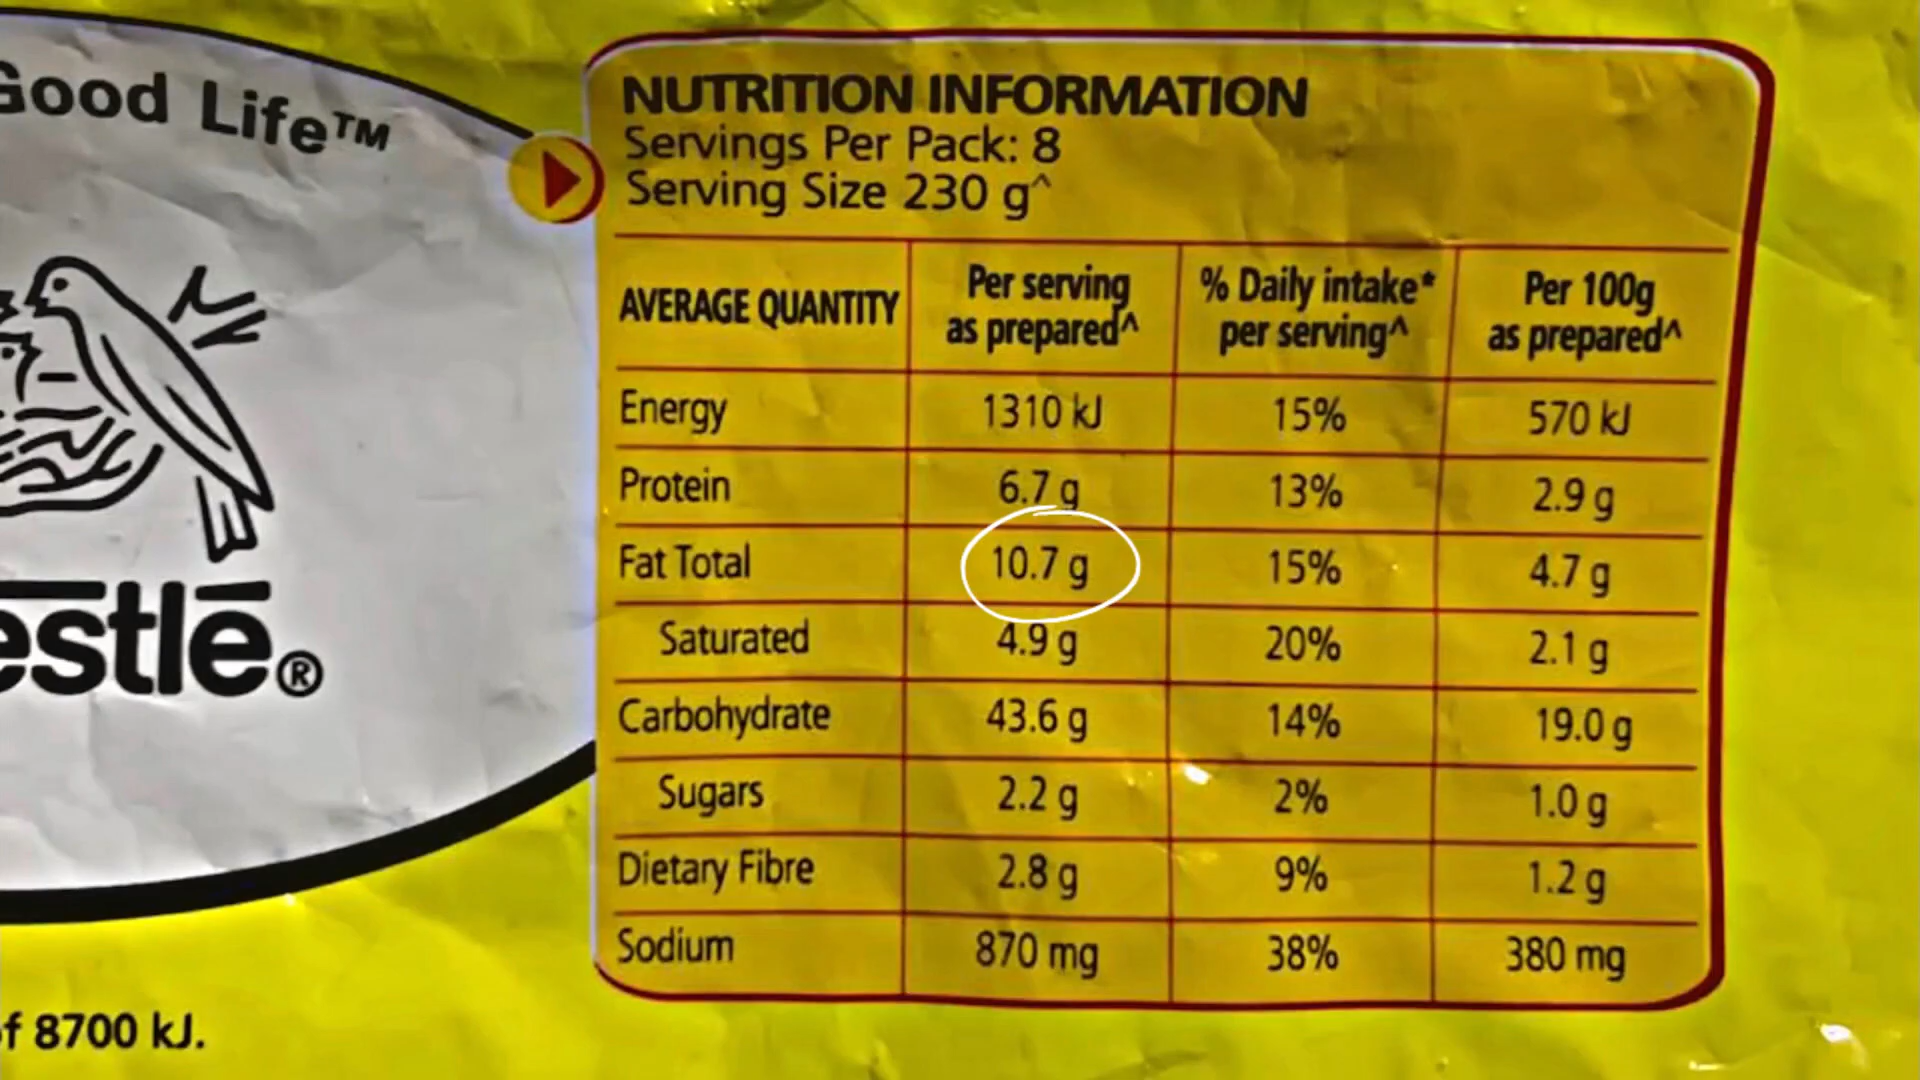 Good Life™
NUTRITION INFORMATION
Servings Per Pack: 8
Serving Size 230 g^
AVERAGE QUANTITY Per serving as prepared^ % Daily intake* per serving^ Per 100g as prepared^
Energy 1310 kJ 15% 570 kJ
Protein 6.7 g 13% 2.9 g
Fat Total 10.7 g 15% 4.7 g
Saturated 4.9 g 20% 2.1 g
Carbohydrate 43.6 g 14% 19.0 g
Sugars 2.2 g 2% 1.0 g
Dietary Fibre 2.8 g 9% 1.2 g
Sodium 870 mg 38% 380 mg
estlē®
f 8700 kJ.